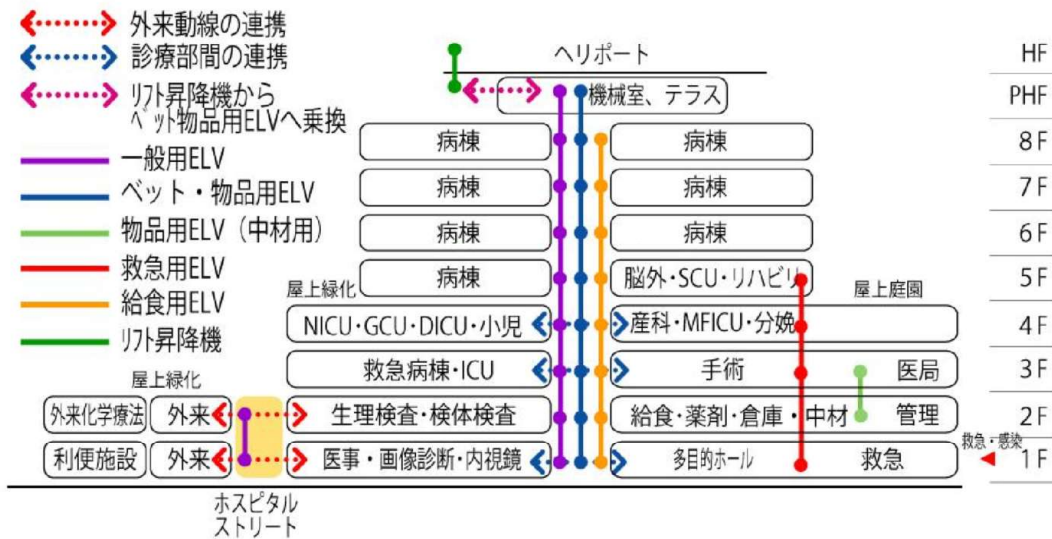 外来動線の連携
診療部間の連携
リフト昇降機から
ベット物品用ELVへ乗換
一般用ELV
ベット・物品用ELV
物品用ELV（中材用）
救急用ELV
給食用ELV
リフト昇降機
ヘリポート HF
機械室、テラス PHF
病棟 病棟 8F
病棟 病棟 7F
病棟 病棟 6F
病棟 脳外・SCU・リハビリ 5F
屋上緑化 屋上庭園
NICU・GCU・DICU・小児 産科・MFICU・分娩 4F
救急病棟・ICU 手術 医局 3F
屋上緑化
外来化学療法 外来 生理検査・検体検査 給食・薬剤・倉庫・中材 管理 2F
救急・感染
利便施設 外来 医事・画像診断・内視鏡 多目的ホール 救急 1F
ホスピタル
ストリート